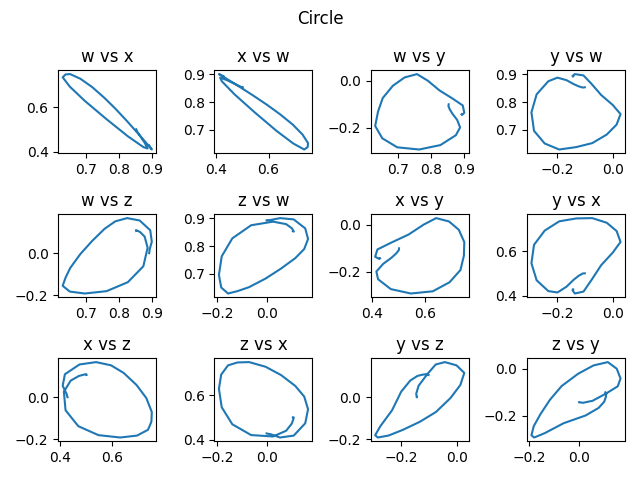 Circle
w vs x
x vs w
w vs y
y vs w
0.6
0.4
0.7 0.8 0.9
0.9
0.8
0.7
0.4 0.6
0.0
−0.2
0.7 0.8 0.9
0.9
0.8
0.7
−0.2 0.0
w vs z
z vs w
x vs y
y vs x
0.0
−0.2
0.7 0.8 0.9
0.9
0.8
0.7
−0.2 0.0
0.0
−0.2
0.4 0.6
0.6
0.4
−0.2 0.0
x vs z
z vs x
y vs z
z vs y
0.0
−0.2
0.4 0.6
0.6
0.4
−0.2 0.0
0.0
−0.2
−0.2 0.0
0.0
−0.2
−0.2 0.0